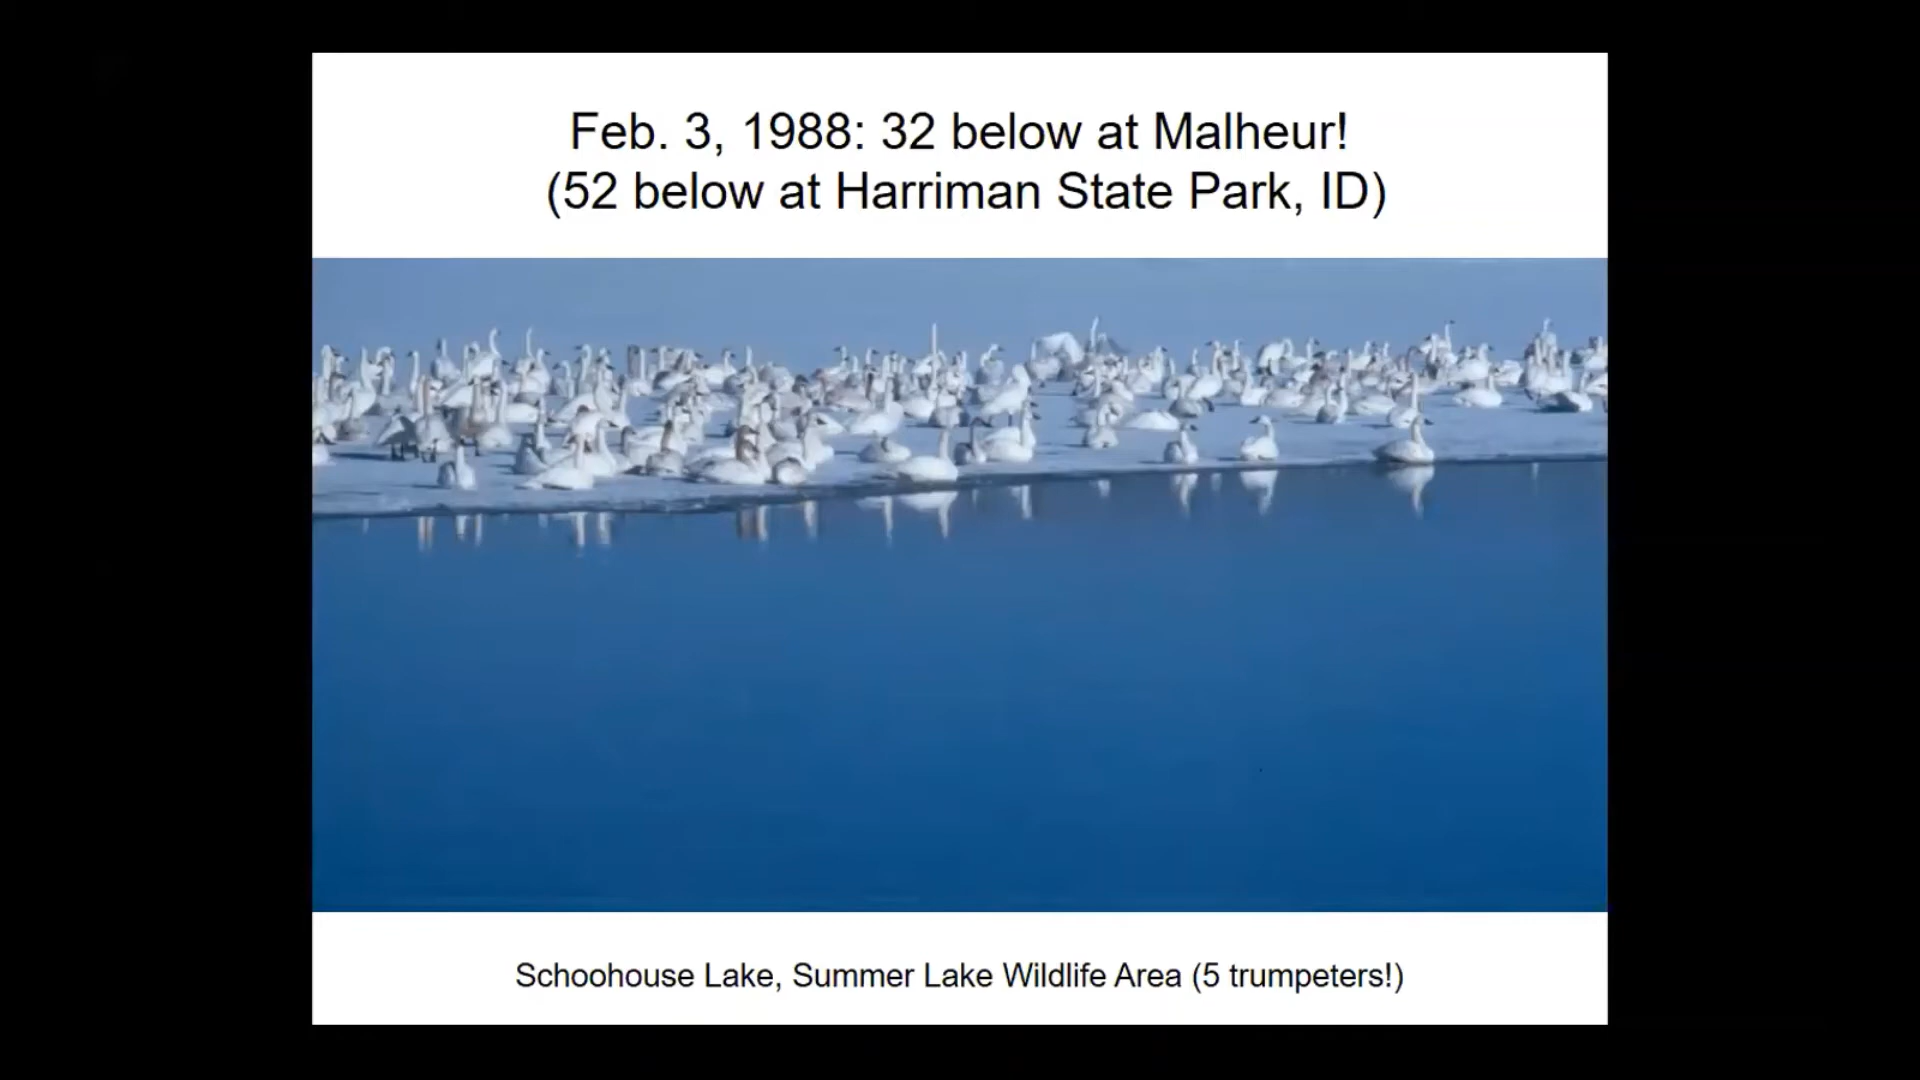 Feb. 3, 1988: 32 below at Malheur!
(52 below at Harriman State Park, ID)
Schoohouse Lake, Summer Lake Wildlife Area (5 trumpeters!)